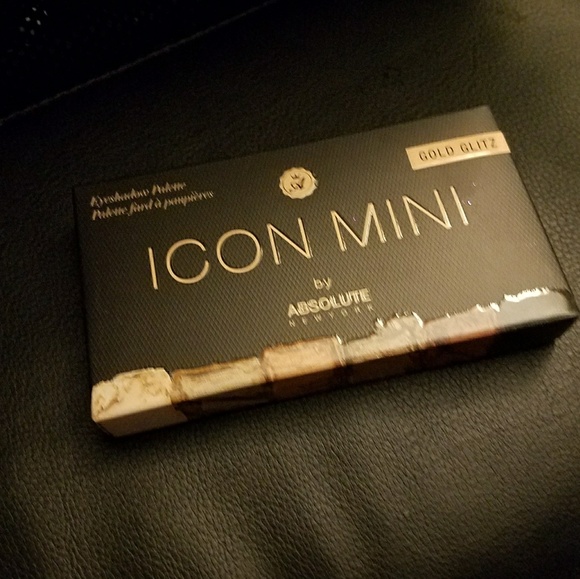 GOLD GLITZ
Eyeshadow Palette
Palette fard à paupières
ICON MINI
by
ABSOLUTE
NEW YORK